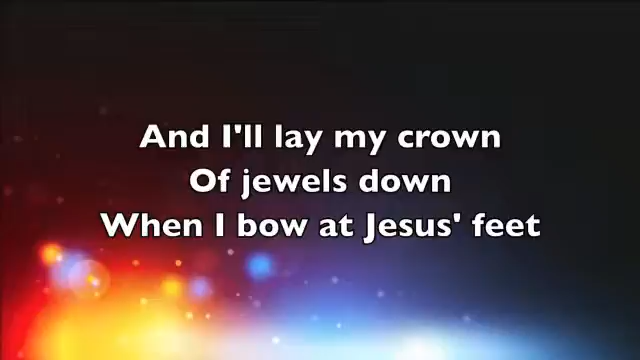 And I'll lay my crown
Of jewels down
When I bow at Jesus' feet